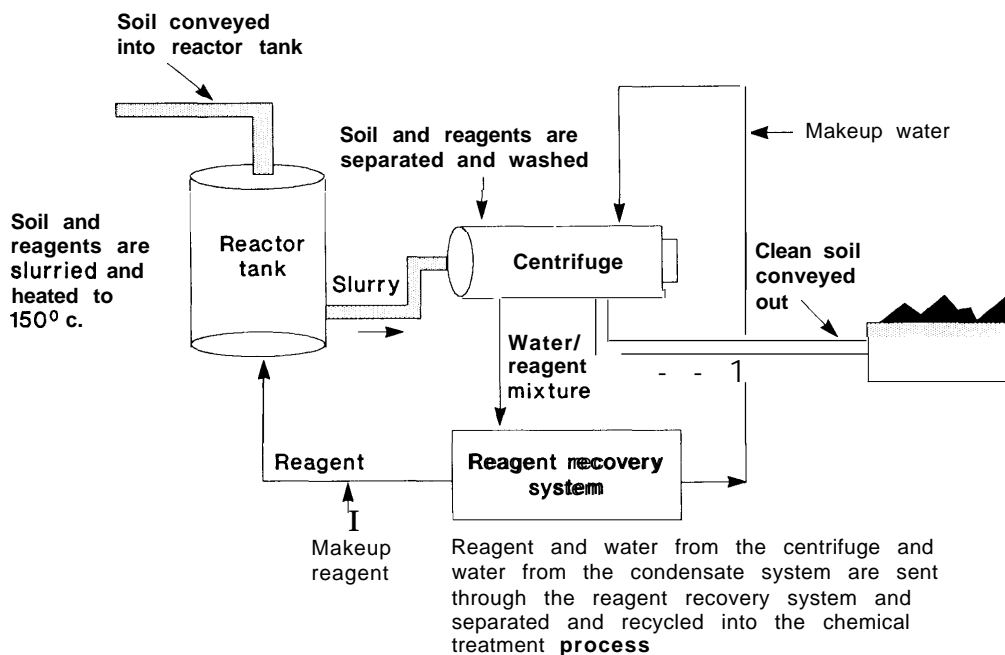 Soil conveyed
into reactor tank
Makeup water
Soil and reagents are
separated and washed
Soil and
reagents are
slurried and
heated to
150⁰ c.
Reactor
tank
Slurry
Centrifuge
Clean soil
conveyed
out
Water/
reagent
mixture
- - 1
Reagent
Reagent recovery
system
I
Makeup
reagent
Reagent and water from the centrifuge and
water from the condensate system are sent
through the reagent recovery system and
separated and recycled into the chemical
treatment process